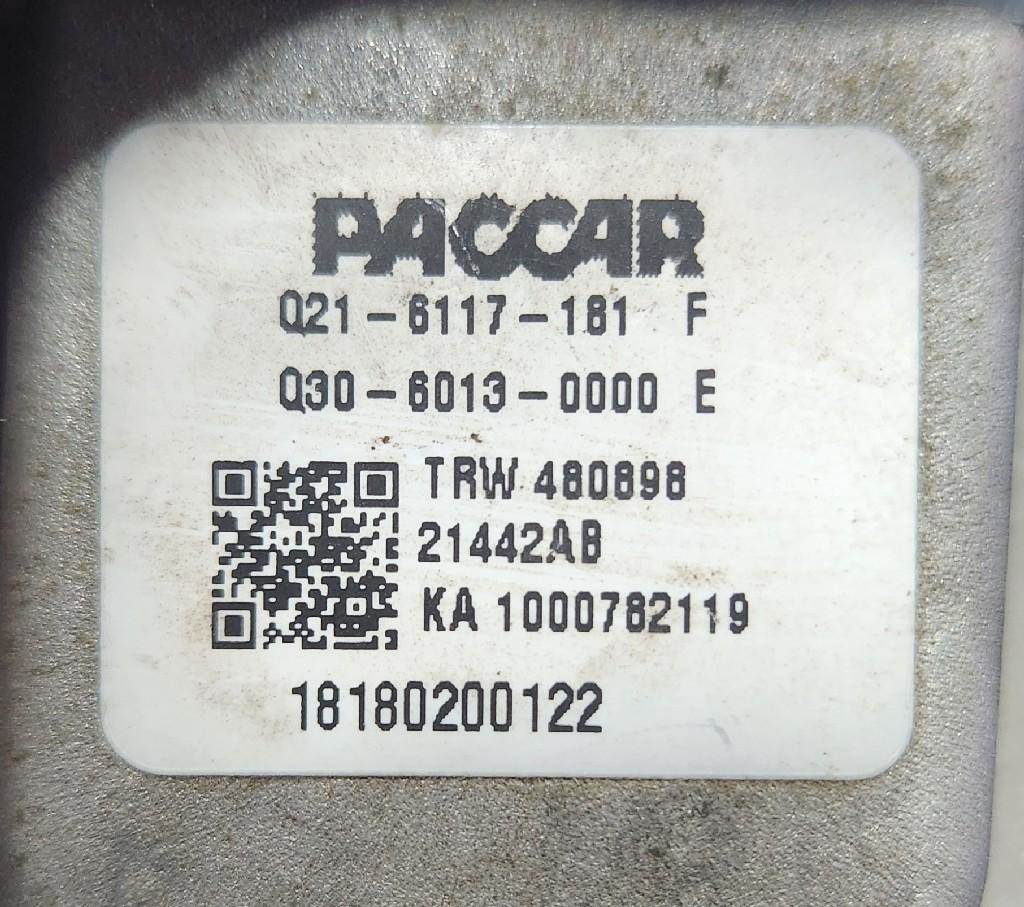 PACCAR
Q21-6117-181 F
Q30-6013-0000 E
TRW 480898
21442AB
KA 1000782119
18180200122